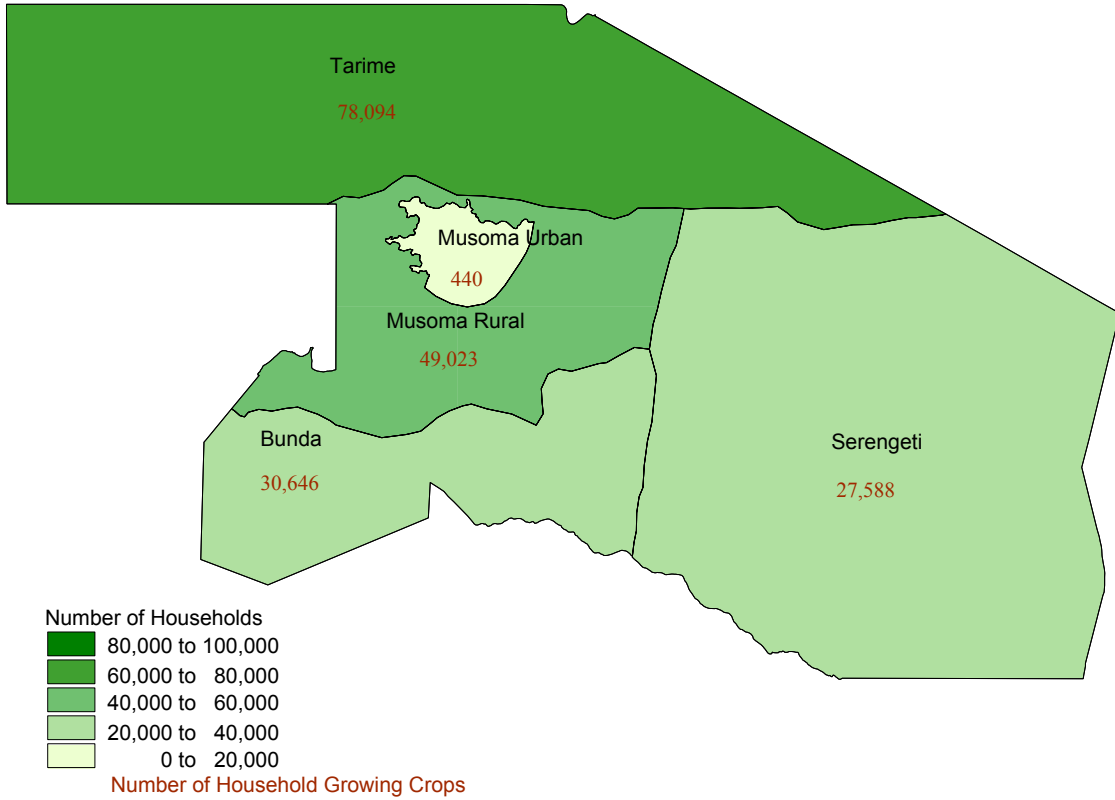 Tarime
78,094
Musoma Urban
440
Musoma Rural
49,023
Bunda
30,646
Serengeti
27,588
Number of Households
80,000 to 100,000
60,000 to 80,000
40,000 to 60,000
20,000 to 40,000
0 to 20,000
Number of Household Growing Crops